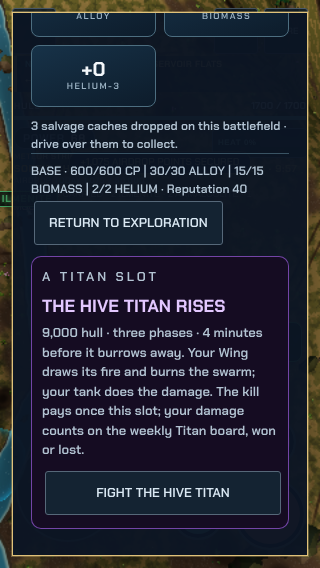 ALLOY
BIOMASS
+0
HELIUM-3
3 salvage caches dropped on this battlefield ·
drive over them to collect.
BASE · 600/600 CP | 30/30 ALLOY | 15/15
BIOMASS | 2/2 HELIUM · Reputation 40
RETURN TO EXPLORATION
A TITAN SLOT
THE HIVE TITAN RISES
9,000 hull · three phases · 4 minutes
before it burrows away. Your Wing
draws its fire and burns the swarm;
your tank does the damage. The kill
pays once this slot; your damage
counts on the weekly Titan board, won
or lost.
FIGHT THE HIVE TITAN